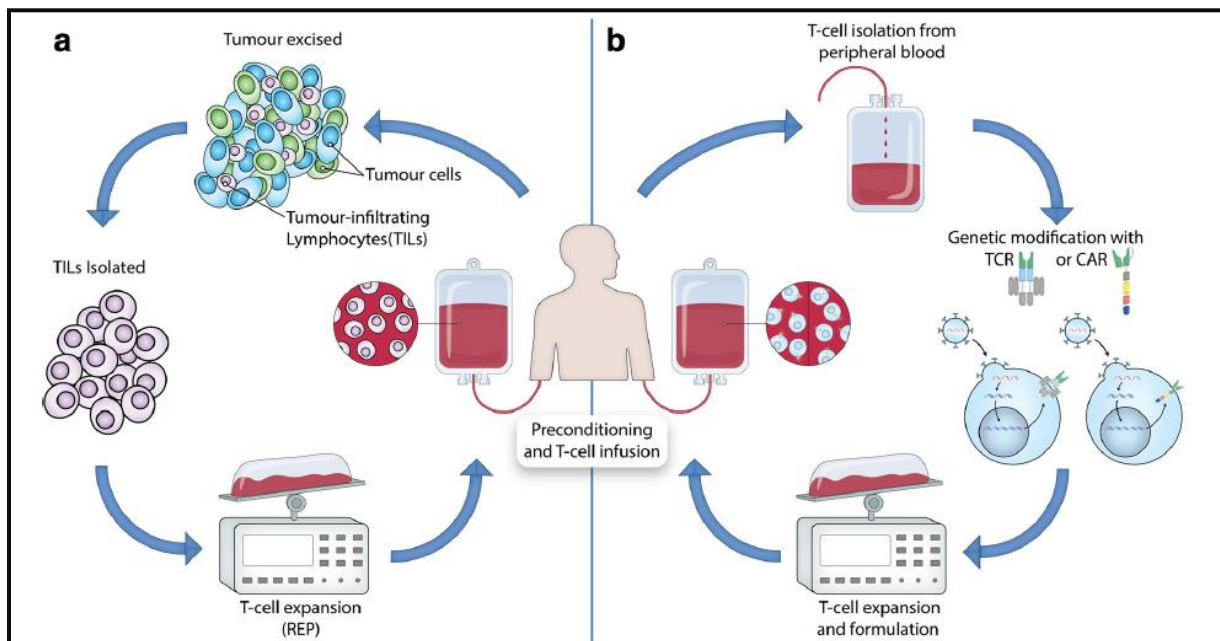 a
Tumour excised
Tumour cells
Tumour-infiltrating
Lymphocytes(TILs)
TILs Isolated
T-cell expansion
(REP)
Preconditioning
and T-cell infusion
b
T-cell isolation from
peripheral blood
Genetic modification with
TCR or CAR
T-cell expansion
and formulation